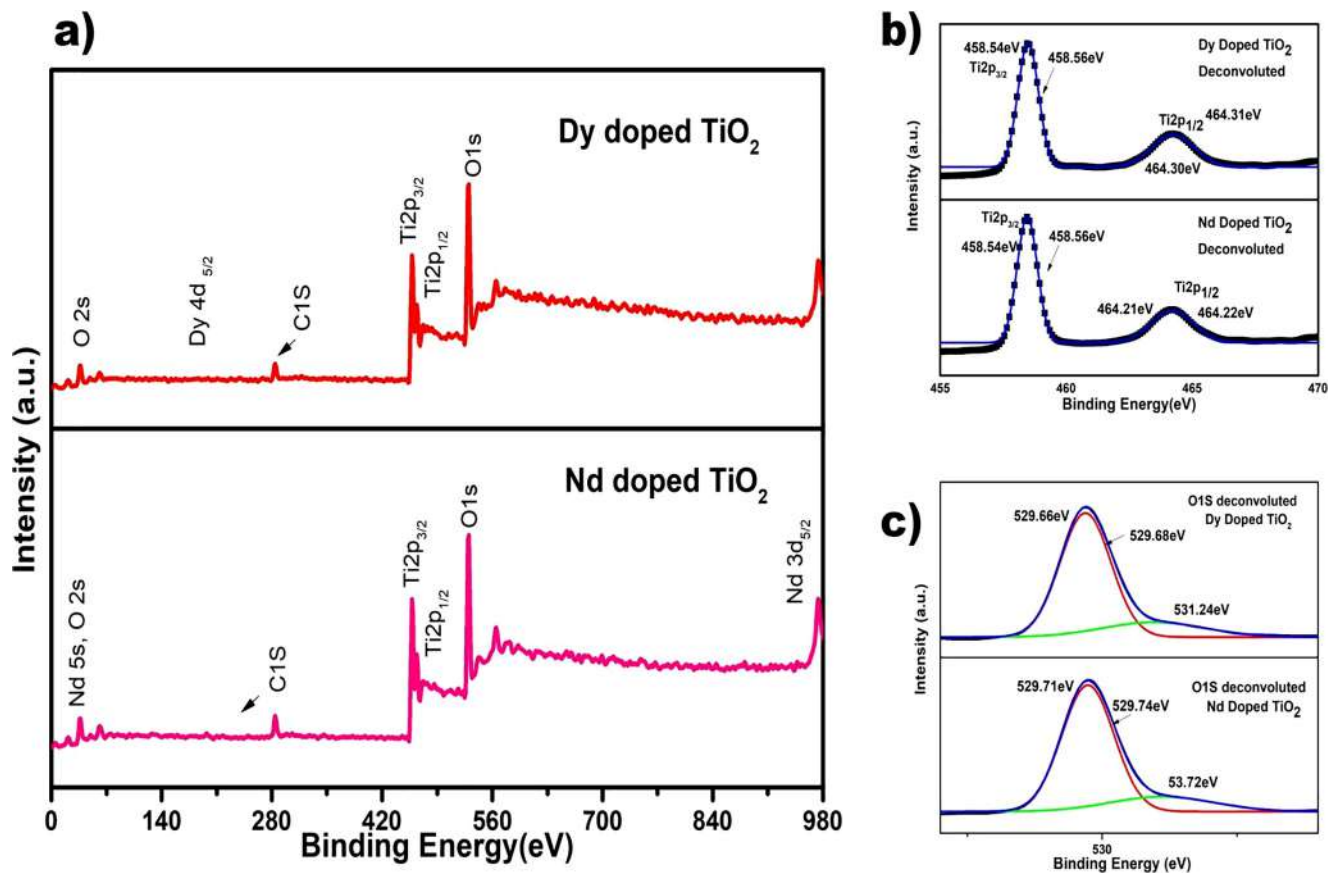 a)
Dy doped TiO₂
O 2s
Dy 4d 5/2
C1S
Ti2p3/2
Ti2p1/2
O1s
Nd doped TiO₂
Nd 5s, O 2s
C1S
Ti2p3/2
Ti2p1/2
O1s
Nd 3d5/2
Intensity (a.u.)
0 140 280 420 560 700 840 980
Binding Energy(eV)
b)
458.54eV
Ti2p3/2
458.56eV
Dy Doped TiO₂
Deconvoluted
Ti2p1/2 464.31eV
464.30eV
Ti2p3/2
458.54eV
458.56eV
Nd Doped TiO₂
Deconvoluted
Ti2p1/2
464.21eV
464.22eV
Intensity (a.u.)
455 460 465 470
Binding Energy(eV)
c)
529.66eV
529.68eV
531.24eV
O1S deconvoluted
Dy Doped TiO₂
529.71eV
529.74eV
53.72eV
O1S deconvoluted
Nd Doped TiO₂
Intensity (a.u.)
530
Binding Energy (eV)